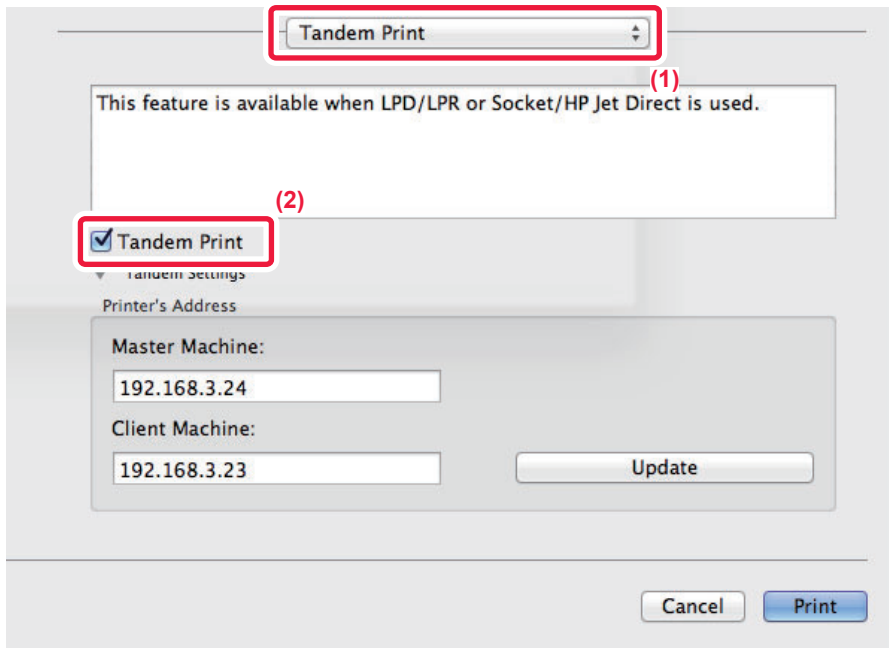 Tandem Print
(1)
This feature is available when LPD/LPR or Socket/HP Jet Direct is used.
(2)
Tandem Print
Tandem Settings
Printer's Address
Master Machine:
192.168.3.24
Client Machine:
192.168.3.23
Update
Cancel
Print